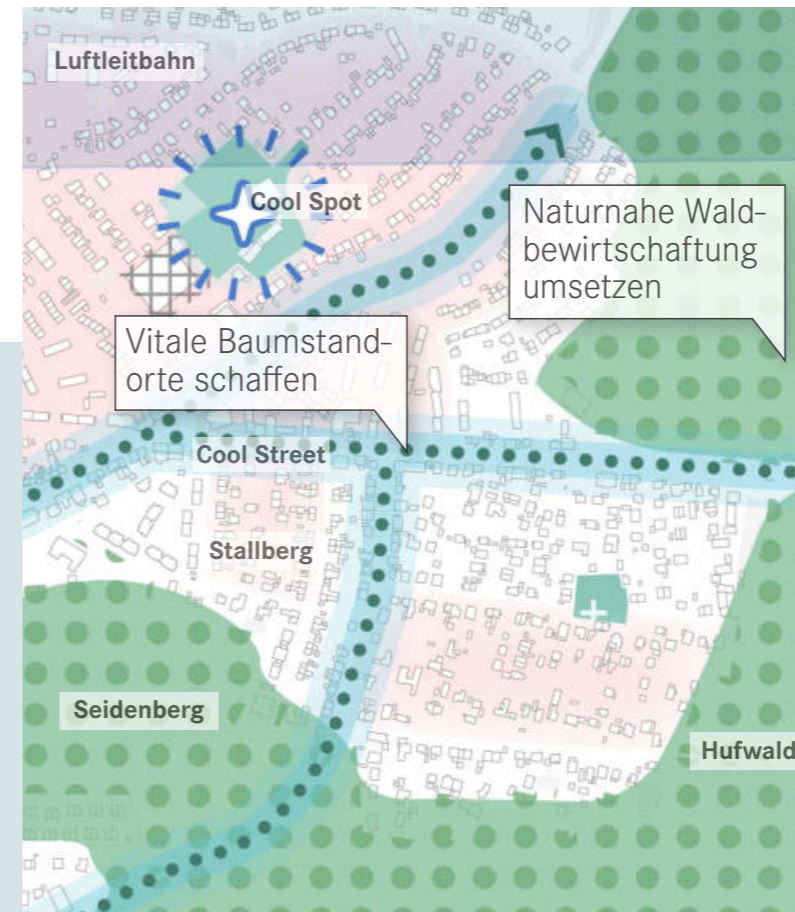 Luftleitbahn
Cool Spot
Naturnahe Wald-
bewirtschaftung
umsetzen
Vitale Baumstand-
orte schaffen
Cool Street
Stallberg
Seidenberg
Hufwald